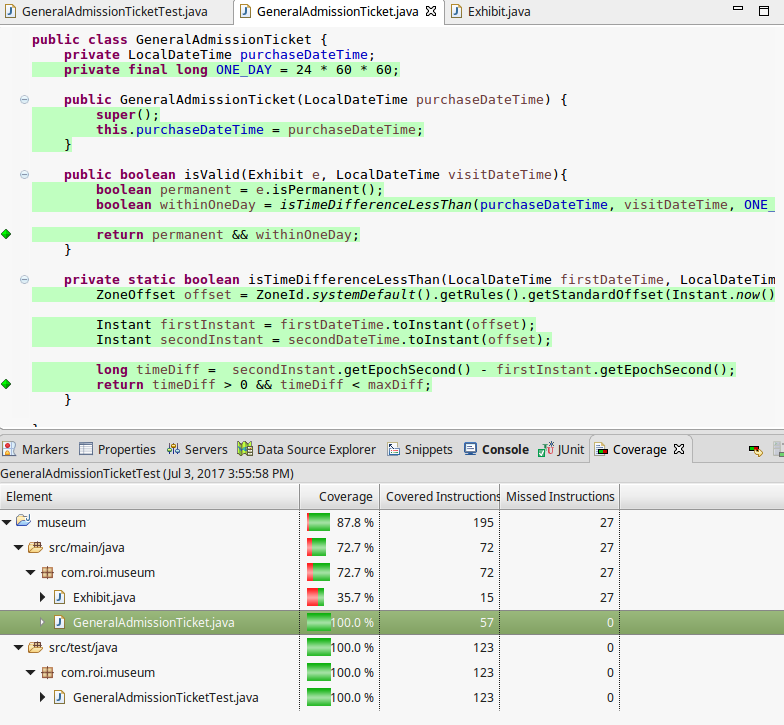 GeneralAdmissionTicketTest.java GeneralAdmissionTicket.java Exhibit.java
public class GeneralAdmissionTicket {
private LocalDateTime purchaseDateTime;
private final long ONE_DAY = 24 * 60 * 60;
public GeneralAdmissionTicket(LocalDateTime purchaseDateTime) {
super();
this.purchaseDateTime = purchaseDateTime;
}
public boolean isValid(Exhibit e, LocalDateTime visitDateTime){
boolean permanent = e.isPermanent();
boolean withinOneDay = isTimeDifferenceLessThan(purchaseDateTime, visitDateTime, ONE_
return permanent && withinOneDay;
}
private static boolean isTimeDifferenceLessThan(LocalDateTime firstDateTime, LocalDateTim
ZoneOffset offset = ZoneId.systemDefault().getRules().getStandardOffset(Instant.now()
Instant firstInstant = firstDateTime.toInstant(offset);
Instant secondInstant = secondDateTime.toInstant(offset);
long timeDiff = secondInstant.getEpochSecond() - firstInstant.getEpochSecond();
return timeDiff > 0 && timeDiff < maxDiff;
}
}
Markers Properties Servers Data Source Explorer Snippets Console JUnit Coverage
GeneralAdmissionTicketTest (Jul 3, 2017 3:55:58 PM)
Element Coverage Covered Instructions Missed Instructions
museum 87.8 % 195 27
src/main/java 72.7 % 72 27
com.roi.museum 72.7 % 72 27
Exhibit.java 35.7 % 15 27
GeneralAdmissionTicket.java 100.0 % 57 0
src/test/java 100.0 % 123 0
com.roi.museum 100.0 % 123 0
GeneralAdmissionTicketTest.java 100.0 % 123 0